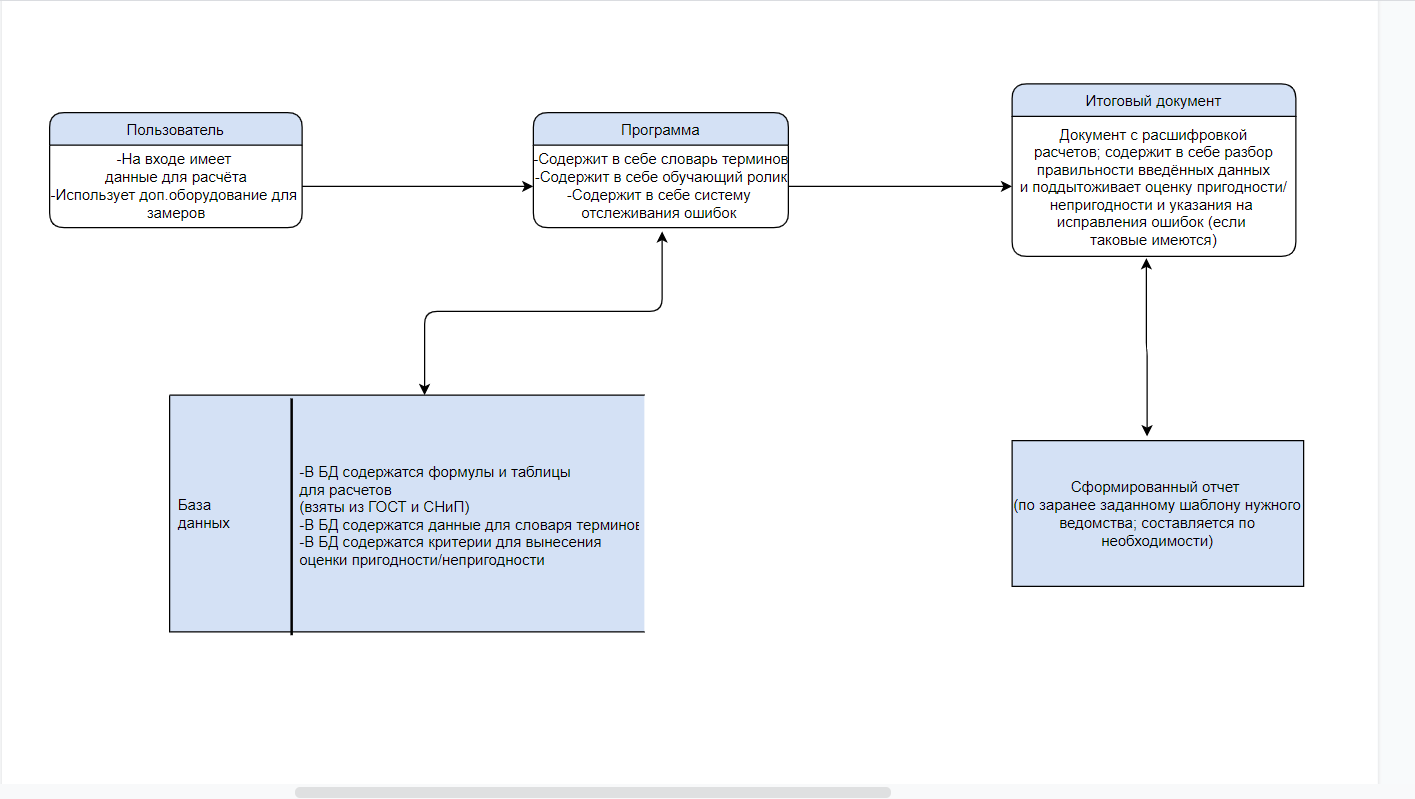 Пользователь
-На входе имеет
данные для расчёта
-Использует доп.оборудование для
замеров
Программа
-Содержит в себе словарь терминов
-Содержит в себе обучающий ролик
-Содержит в себе систему
отслеживания ошибок
Итоговый документ
Документ с расшифровкой
расчетов; содержит в себе разбор
правильности введённых данных
и поддытоживает оценку пригодности/
непригодности и указания на
исправления ошибок (если
таковые имеются)
База
данных
-В БД содержатся формулы и таблицы
для расчетов
(взяты из ГОСТ и СНиП)
-В БД содержатся данные для словаря терминов
-В БД содержатся критерии для вынесения
оценки пригодности/непригодности
Сформированный отчет
(по заранее заданному шаблону нужного
ведомства; составляется по
необходимости)